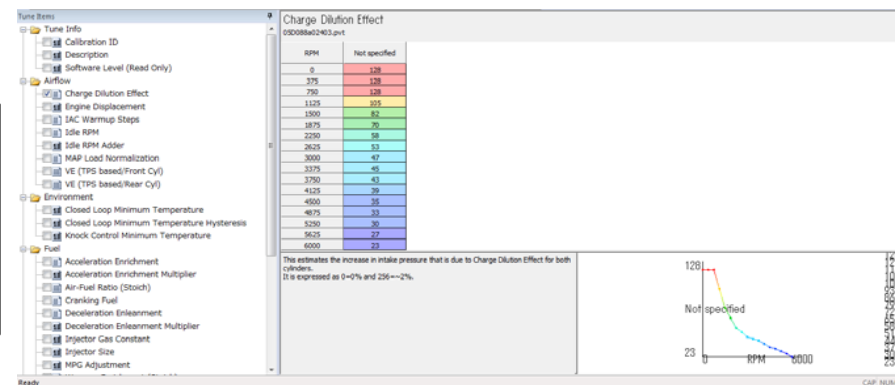 Tune Items
Tune Info
Calibration ID
Description
Software Level (Read Only)
Airflow
Charge Dilution Effect
Engine Displacement
IAC Warmup Steps
Idle RPM
Idle RPM Adder
MAP Load Normalization
VE (TPS based/Front Cyl)
VE (TPS based/Rear Cyl)
Environment
Closed Loop Minimum Temperature
Closed Loop Minimum Temperature Hysteresis
Knock Control Minimum Temperature
Fuel
Acceleration Enrichment
Acceleration Enrichment Multiplier
Air-Fuel Ratio (Stoich)
Cranking Fuel
Deceleration Enleanment
Deceleration Enleanment Multiplier
Injector Gas Constant
Injector Size
MPG Adjustment
Ready
Charge Dilution Effect
05D088a02403.pvt
RPM Not specified
0 128
375 128
750 128
1125 105
1500 82
1875 70
2250 58
2625 53
3000 47
3375 45
3750 43
4125 39
4500 35
4875 33
5250 30
5625 27
6000 23
This estimates the increase in intake pressure that is due to Charge Dilution Effect for both
cylinders.
It is expressed as 0=0% and 256=~2%.
128
Not specified
23
0 RPM 6000
CAP NUM